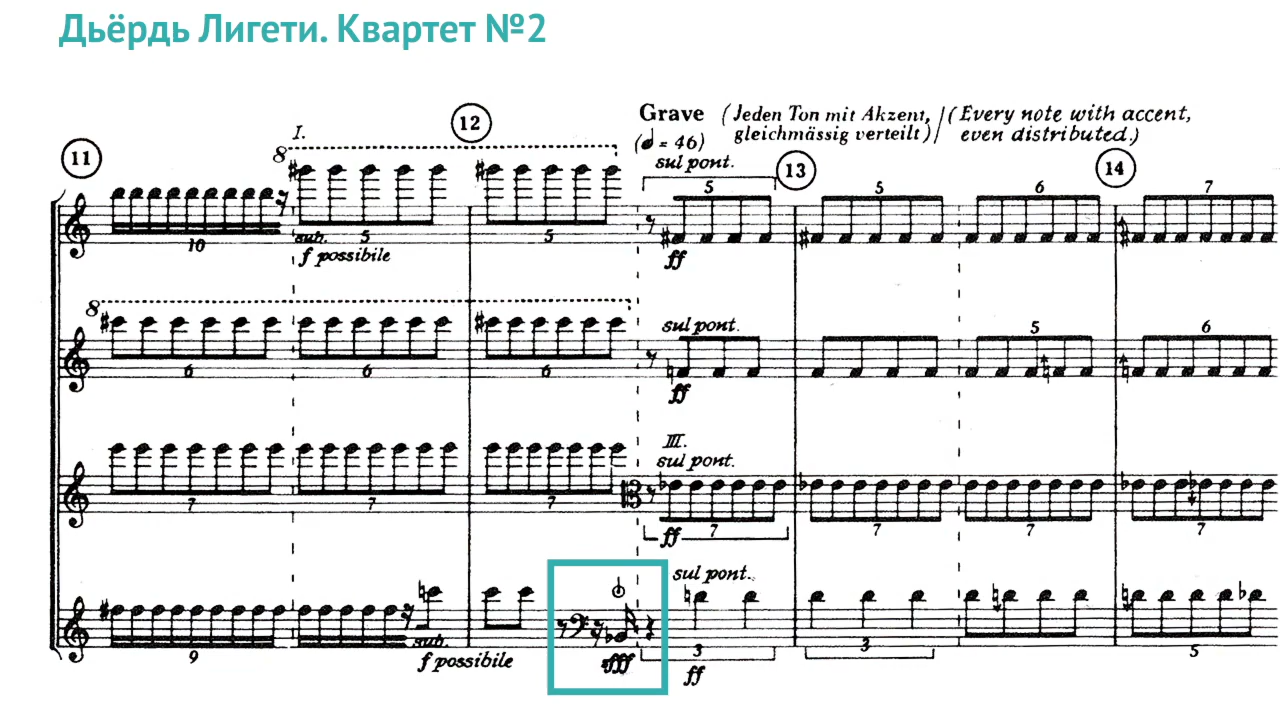 Дьёрдь Лигети. Квартет №2
Grave (Jeden Ton mit Akzent, /(Every note with accent,
(♩= 46) gleichmässig verteilt)/ even distributed.)
11 I. 12 sul pont. 13 14
8 5 5 6 7
10 sub. 5 5
f possibile ff
8 sul pont. 5 6
6 6 6 ff
III.
sul pont.
7 7 7 ff 7 7 7 7
sul pont.
9 sub. 3 3 5
f possibile sfff ff